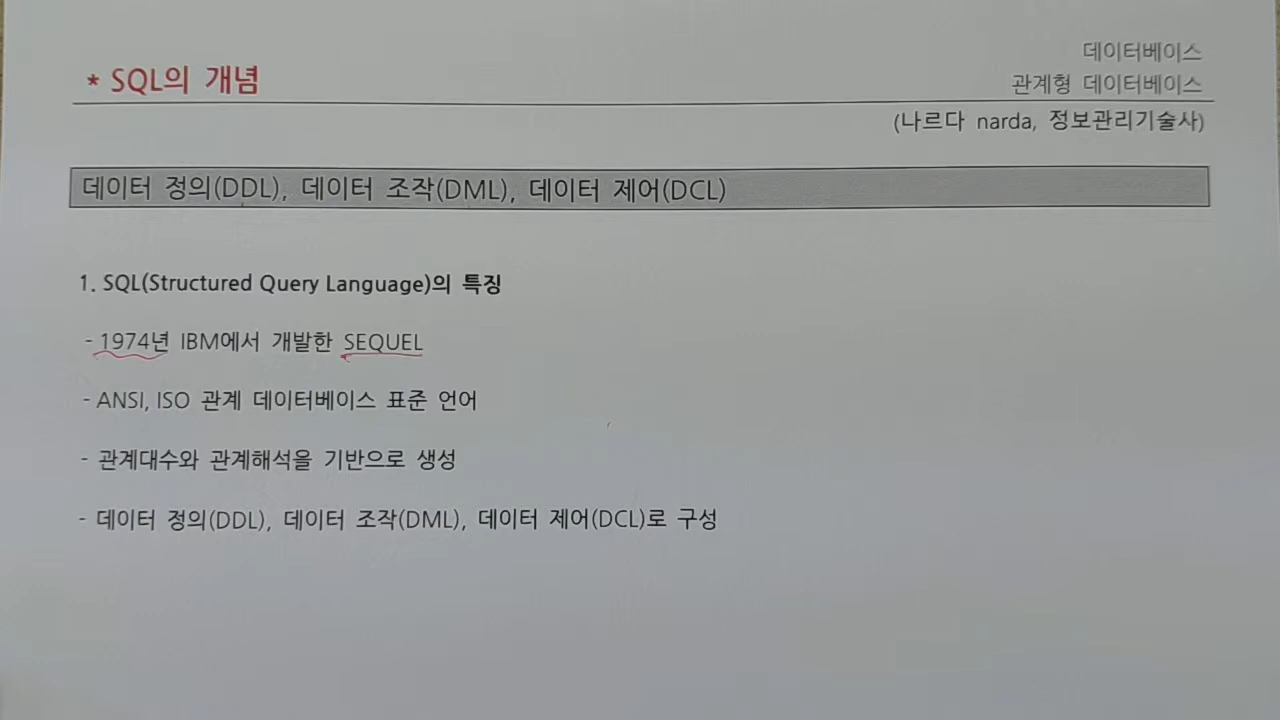 * SQL의 개념
데이터베이스
관계형 데이터베이스
(나르다 narda, 정보관리기술사)
데이터 정의(DDL), 데이터 조작(DML), 데이터 제어(DCL)
1. SQL(Structured Query Language)의 특징
- 1974년 IBM에서 개발한 SEQUEL
- ANSI, ISO 관계 데이터베이스 표준 언어
- 관계대수와 관계해석을 기반으로 생성
- 데이터 정의(DDL), 데이터 조작(DML), 데이터 제어(DCL)로 구성